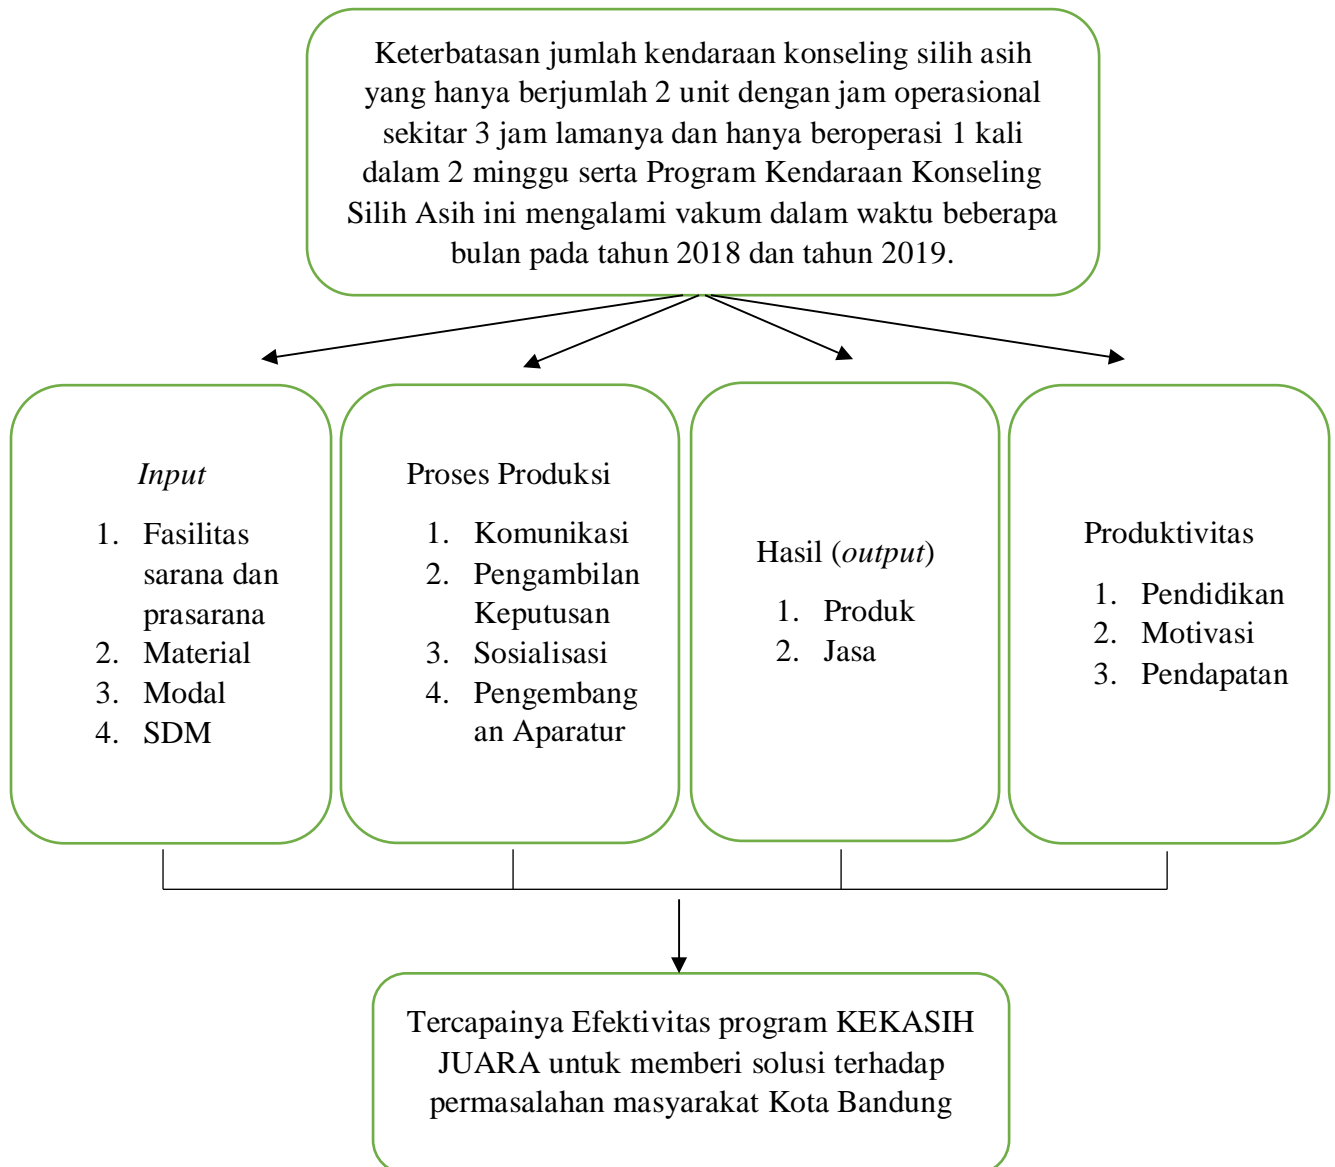 Keterbatasan jumlah kendaraan konseling silih asih
yang hanya berjumlah 2 unit dengan jam operasional
sekitar 3 jam lamanya dan hanya beroperasi 1 kali
dalam 2 minggu serta Program Kendaraan Konseling
Silih Asih ini mengalami vakum dalam waktu beberapa
bulan pada tahun 2018 dan tahun 2019.
Input
1. Fasilitas
sarana dan
prasarana
2. Material
3. Modal
4. SDM
Proses Produksi
1. Komunikasi
2. Pengambilan
Keputusan
3. Sosialisasi
4. Pengembang
an Aparatur
Hasil (output)
1. Produk
2. Jasa
Produktivitas
1. Pendidikan
2. Motivasi
3. Pendapatan
Tercapainya Efektivitas program KEKASIH
JUARA untuk memberi solusi terhadap
permasalahan masyarakat Kota Bandung